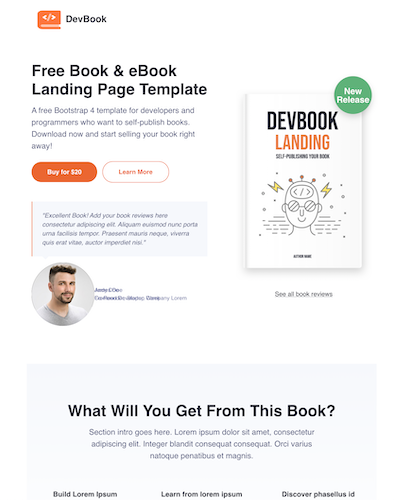 </> DevBook
Free Book & eBook
Landing Page Template
A free Bootstrap 4 template for developers and
programmers who want to self-publish books.
Download now and start selling your book right
away!
Buy for $20
Learn More
New
Release
DEVBOOK
LANDING
SELF-PUBLISHING YOUR BOOK
</>
AUTHOR NAME
"Excellent Book! Add your book reviews here
consectetur adipiscing elit. Aliquam euismod nunc porta
urna facilisis tempor. Praesent mauris neque, viverra
quis erat vitae, auctor imperdiet nisi."
Company Lorem
See all book reviews
What Will You Get From This Book?
Section intro goes here. Lorem ipsum dolor sit amet, consectetur
adipiscing elit. Integer blandit consequat consequat. Orci varius
natoque penatibus et magnis.
Build Lorem Ipsum
Learn from lorem ipsum
Discover phasellus id